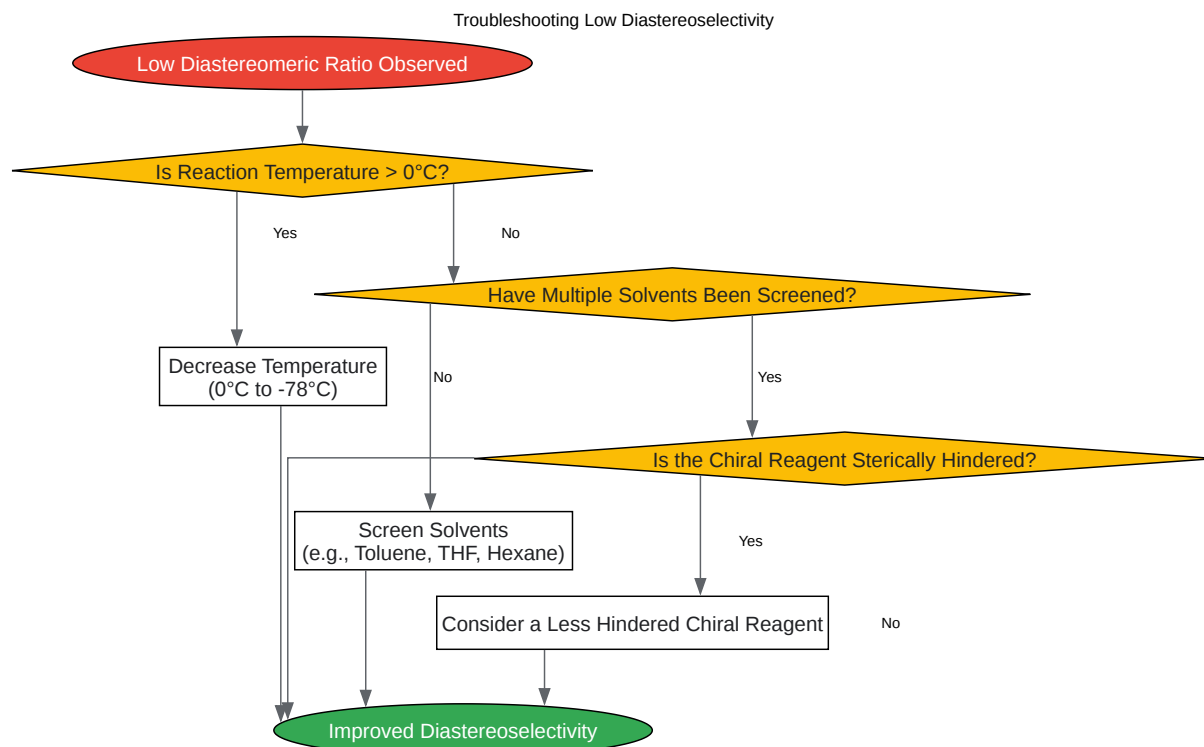 Troubleshooting Low Diastereoselectivity
Low Diastereomeric Ratio Observed
Is Reaction Temperature > 0°C?
Yes
No
Have Multiple Solvents Been Screened?
Decrease Temperature
(0°C to -78°C)
No
Yes
Is the Chiral Reagent Sterically Hindered?
Screen Solvents
(e.g., Toluene, THF, Hexane)
Yes
Consider a Less Hindered Chiral Reagent
No
Improved Diastereoselectivity